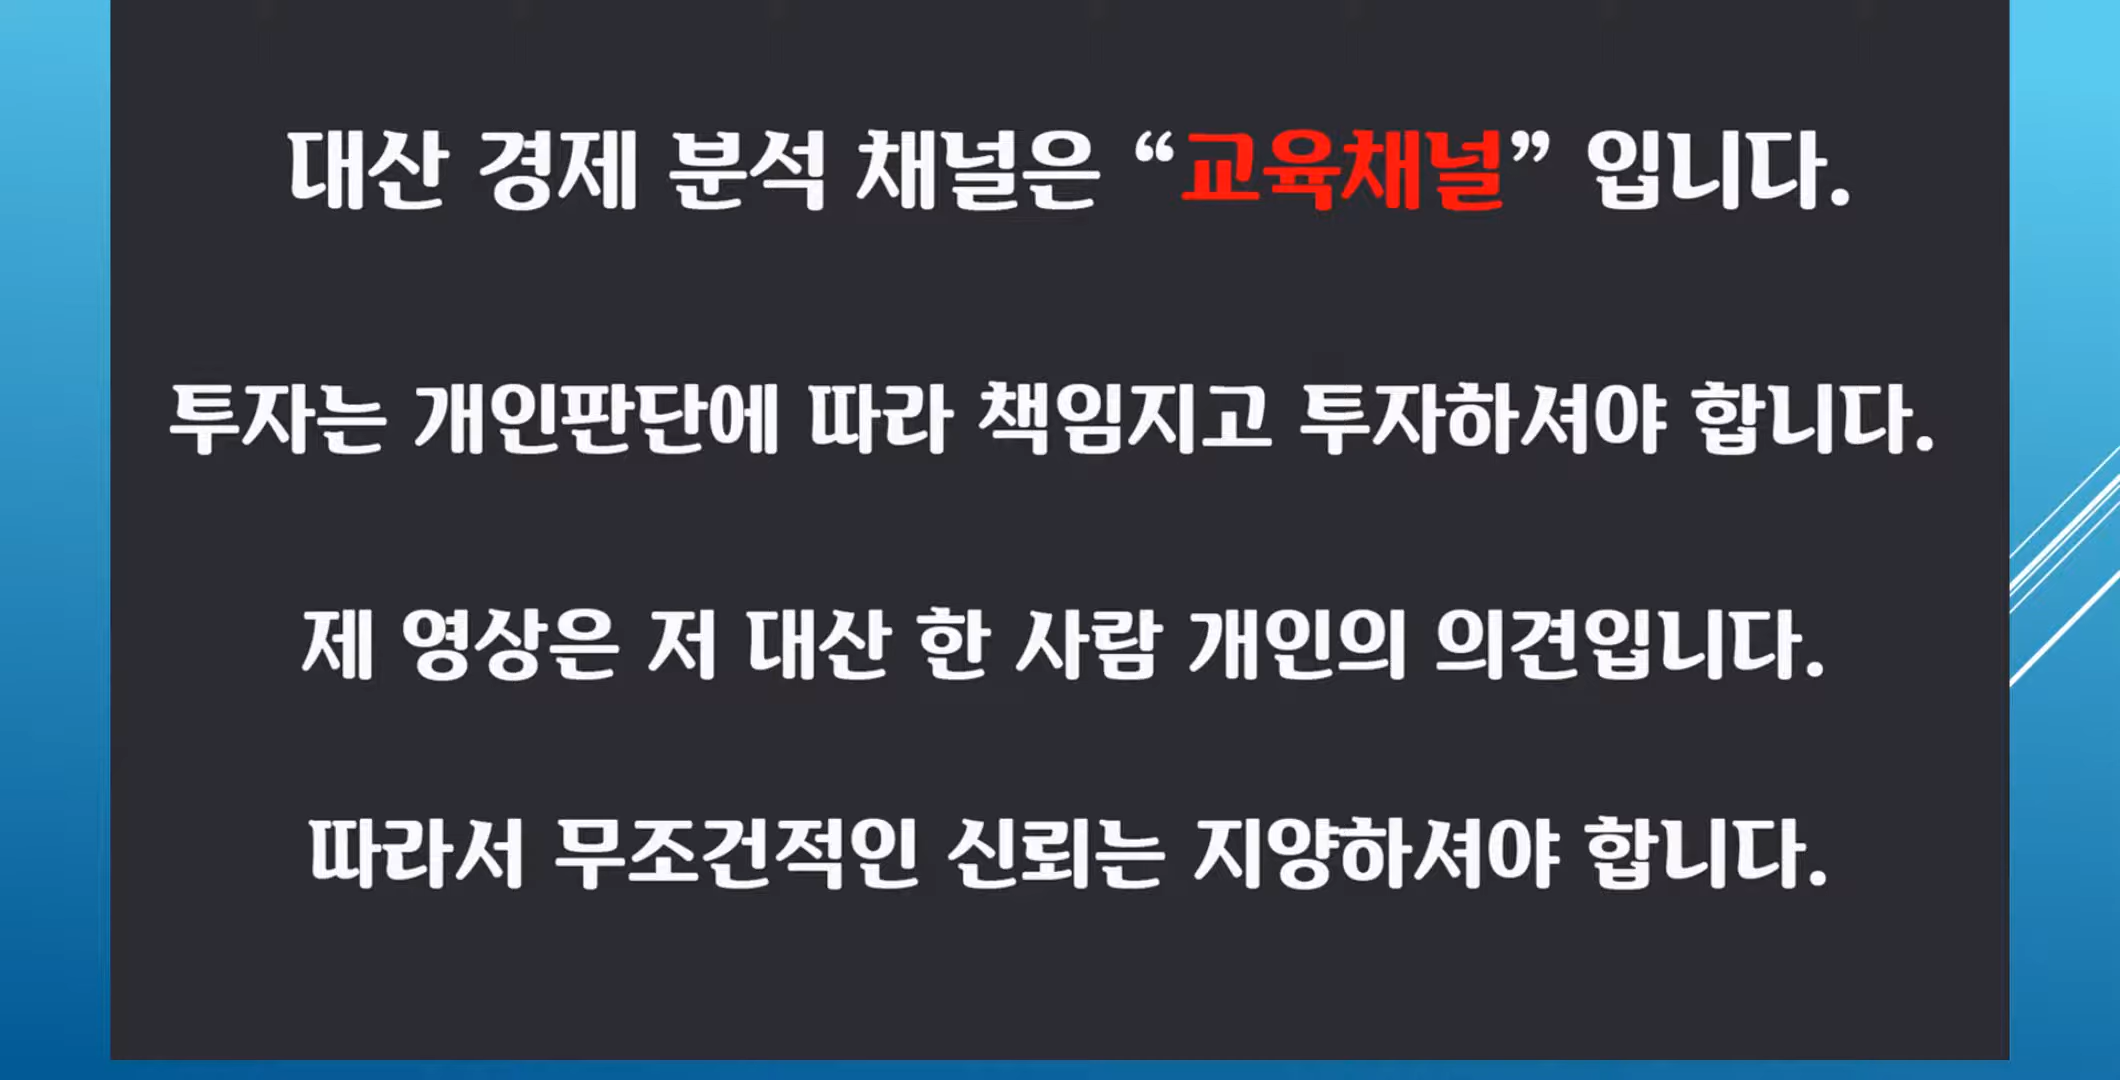 대산 경제 분석 채널은 “교육채널” 입니다.
투자는 개인판단에 따라 책임지고 투자하셔야 합니다.
제 영상은 저 대산 한 사람 개인의 의견입니다.
따라서 무조건적인 신뢰는 지양하셔야 합니다.